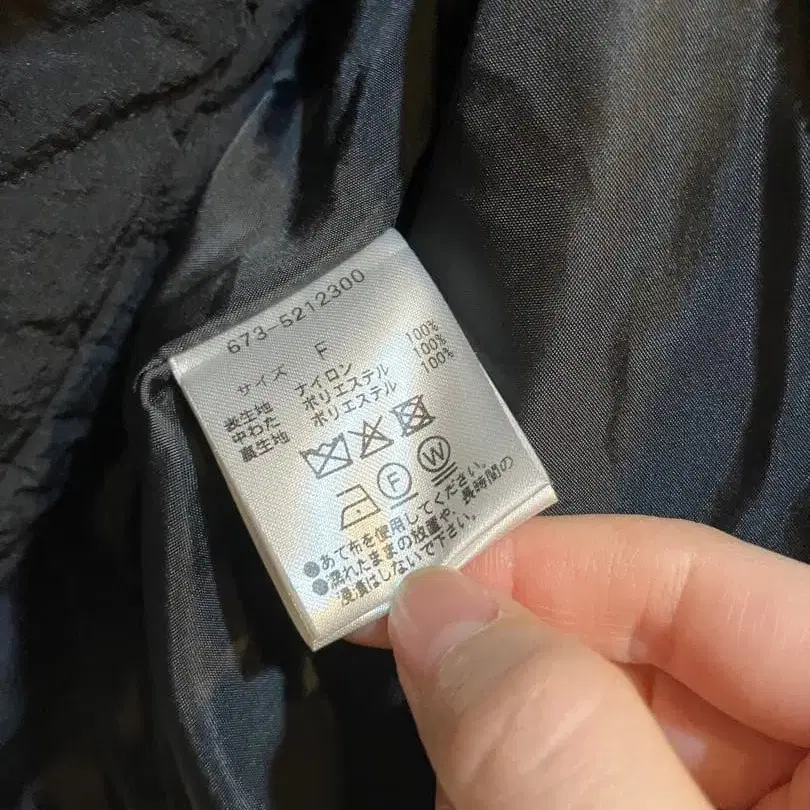 673-5212300
サイズ F
表生地 ナイロン 100%
中わた ポリエステル 100%
裏生地 ポリエステル 100%
F W
●あて布を使用してください。
●濡れたままの放置や、長時間の
浸漬はしないで下さい。